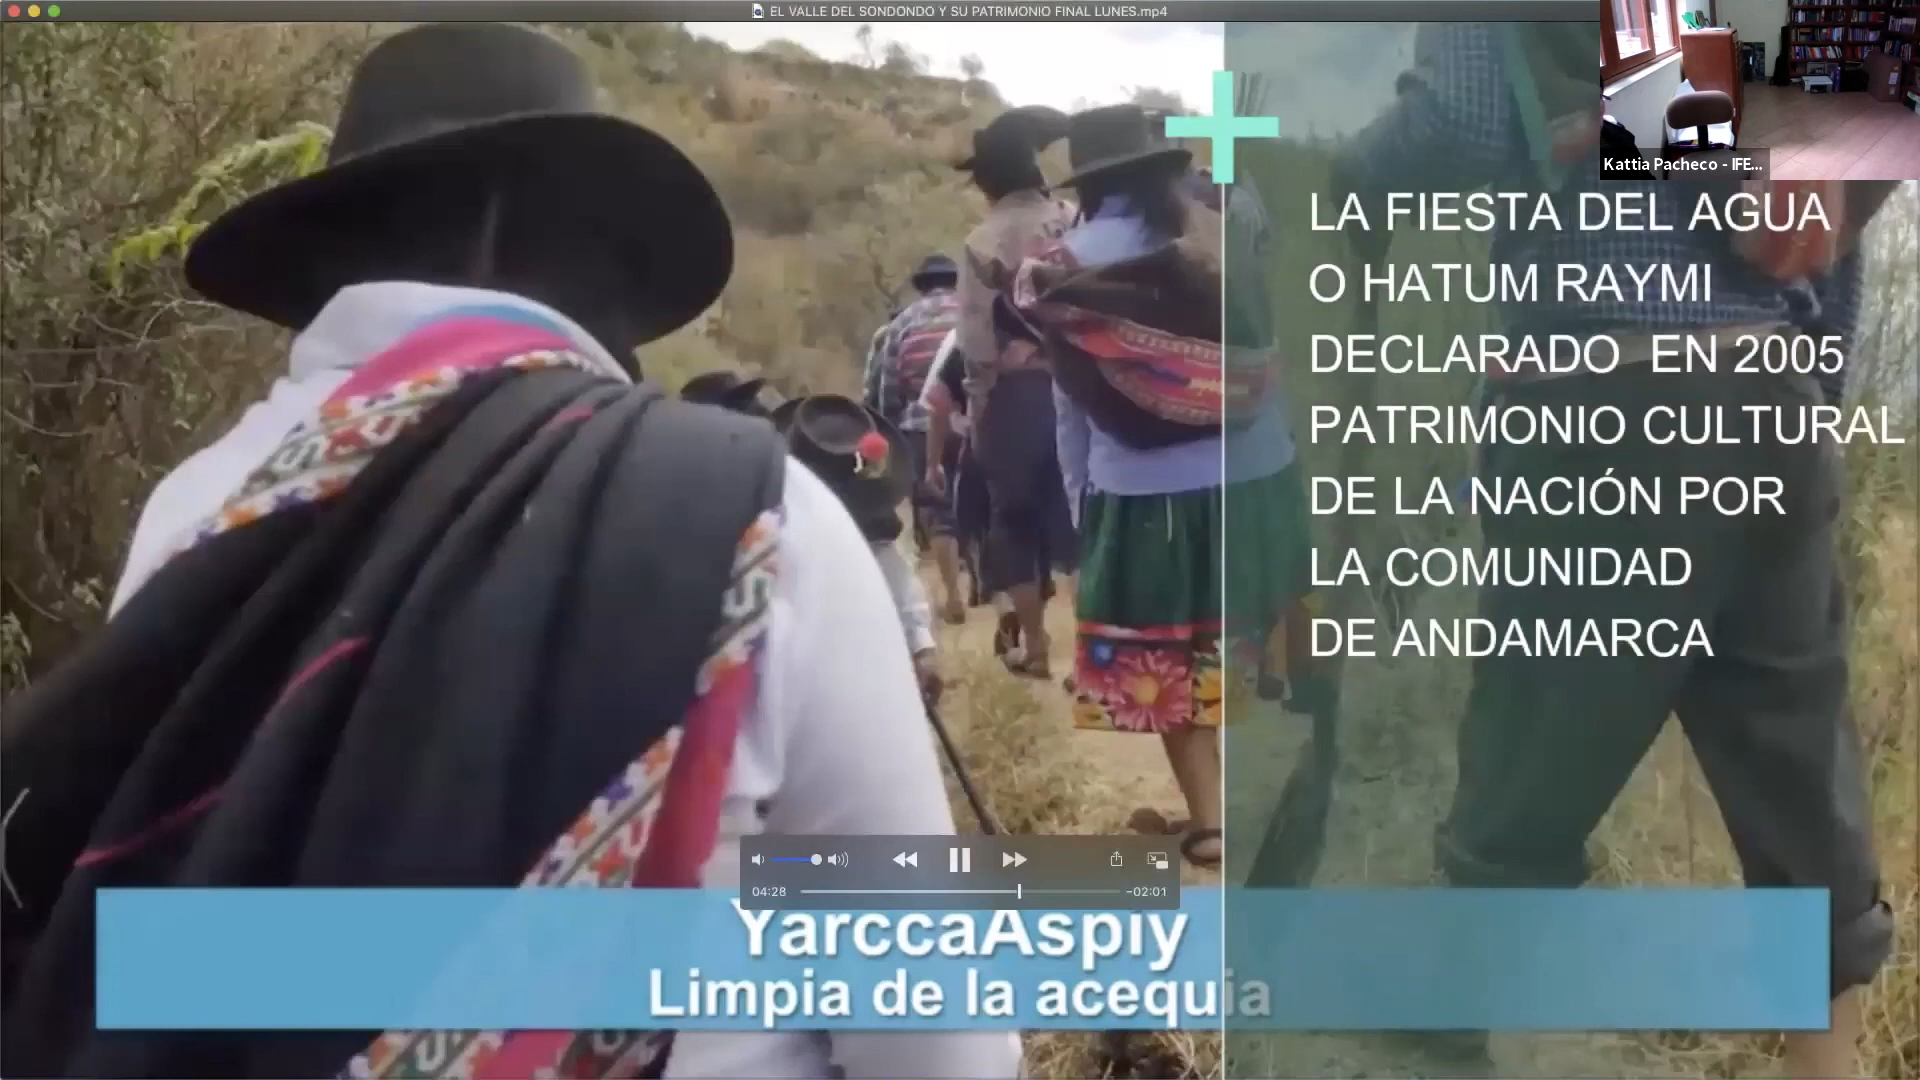 EL VALLE DEL SONDONDO Y SU PATRIMONIO FINAL LUNES.mp4
Kattia Pacheco - IFE...
LA FIESTA DEL AGUA
O HATUM RAYMI
DECLARADO EN 2005
PATRIMONIO CULTURAL
DE LA NACIÓN POR
LA COMUNIDAD
DE ANDAMARCA
04:28
-02:01
YarccaAspiy
Limpia de la acequia